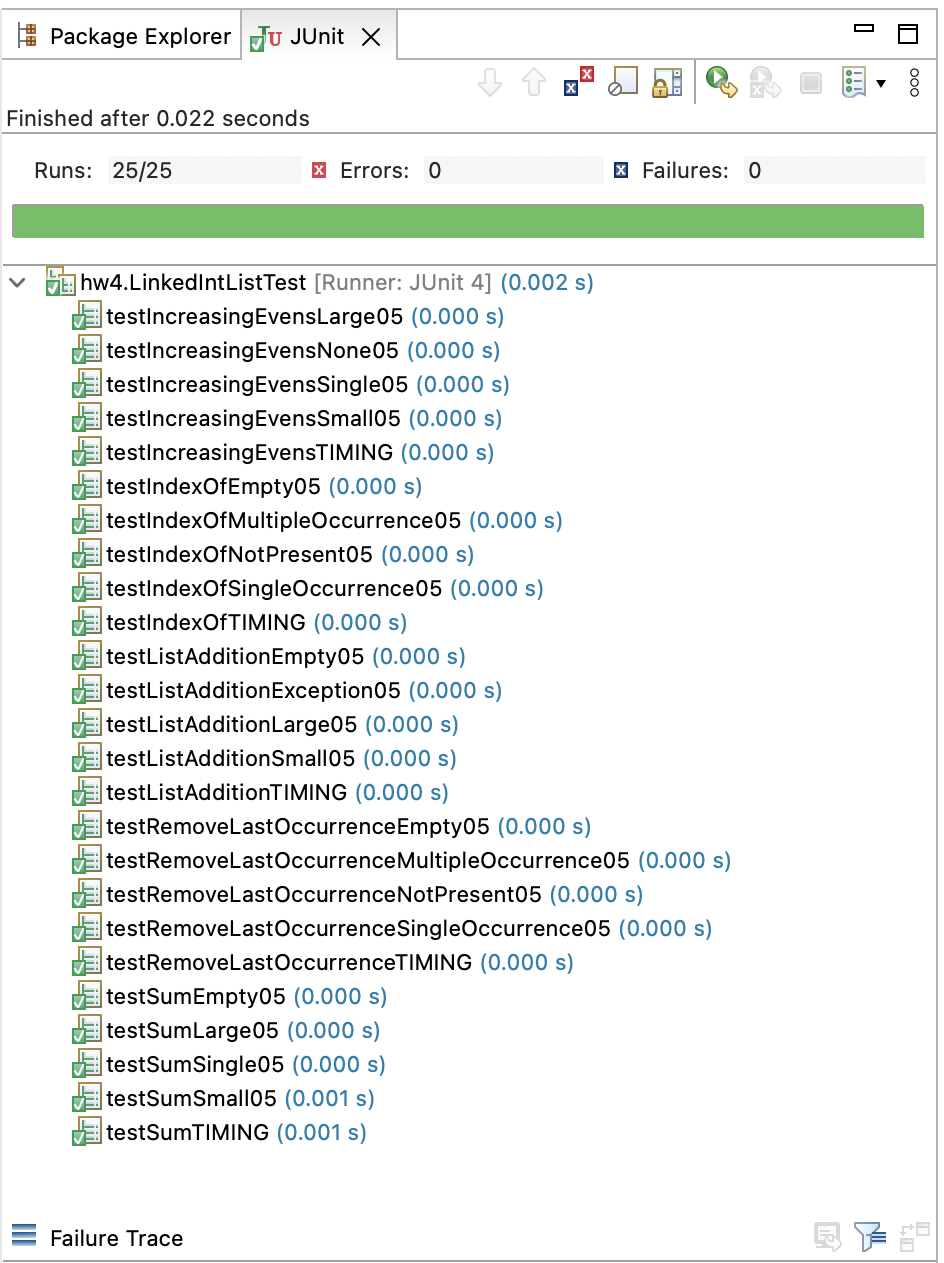 Package Explorer JUnit
Finished after 0.022 seconds
Runs: 25/25 Errors: 0 Failures: 0
hw4.LinkedIntListTest [Runner: JUnit 4] (0.002 s)
testIncreasingEvensLarge05 (0.000 s)
testIncreasingEvensNone05 (0.000 s)
testIncreasingEvensSingle05 (0.000 s)
testIncreasingEvensSmall05 (0.000 s)
testIncreasingEvensTIMING (0.000 s)
testIndexOfEmpty05 (0.000 s)
testIndexOfMultipleOccurrence05 (0.000 s)
testIndexOfNotPresent05 (0.000 s)
testIndexOfSingleOccurrence05 (0.000 s)
testIndexOfTIMING (0.000 s)
testListAdditionEmpty05 (0.000 s)
testListAdditionException05 (0.000 s)
testListAdditionLarge05 (0.000 s)
testListAdditionSmall05 (0.000 s)
testListAdditionTIMING (0.000 s)
testRemoveLastOccurrenceEmpty05 (0.000 s)
testRemoveLastOccurrenceMultipleOccurrence05 (0.000 s)
testRemoveLastOccurrenceNotPresent05 (0.000 s)
testRemoveLastOccurrenceSingleOccurrence05 (0.000 s)
testRemoveLastOccurrenceTIMING (0.000 s)
testSumEmpty05 (0.000 s)
testSumLarge05 (0.000 s)
testSumSingle05 (0.000 s)
testSumSmall05 (0.001 s)
testSumTIMING (0.001 s)
Failure Trace